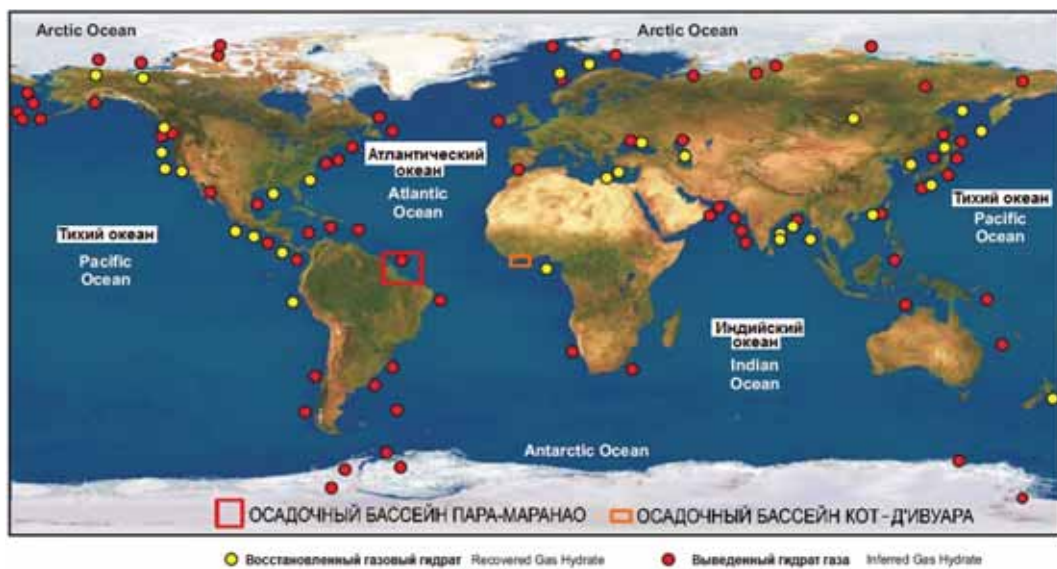 Arctic Ocean
Arctic Ocean
Атлантический
океан
Atlantic
Ocean
Тихий океан
Pacific
Ocean
Тихий океан
Pacific
Ocean
Индийский
океан
Indian
Ocean
Antarctic Ocean
ОСАДОЧНЫЙ БАССЕЙН ПАРА-МАРАНАО
ОСАДОЧНЫЙ БАССЕЙН КОТ-Д'ИВУАРА
Восстановленный газовый гидрат Recovered Gas Hydrate
Выведенный гидрат газа Inferred Gas Hydrate